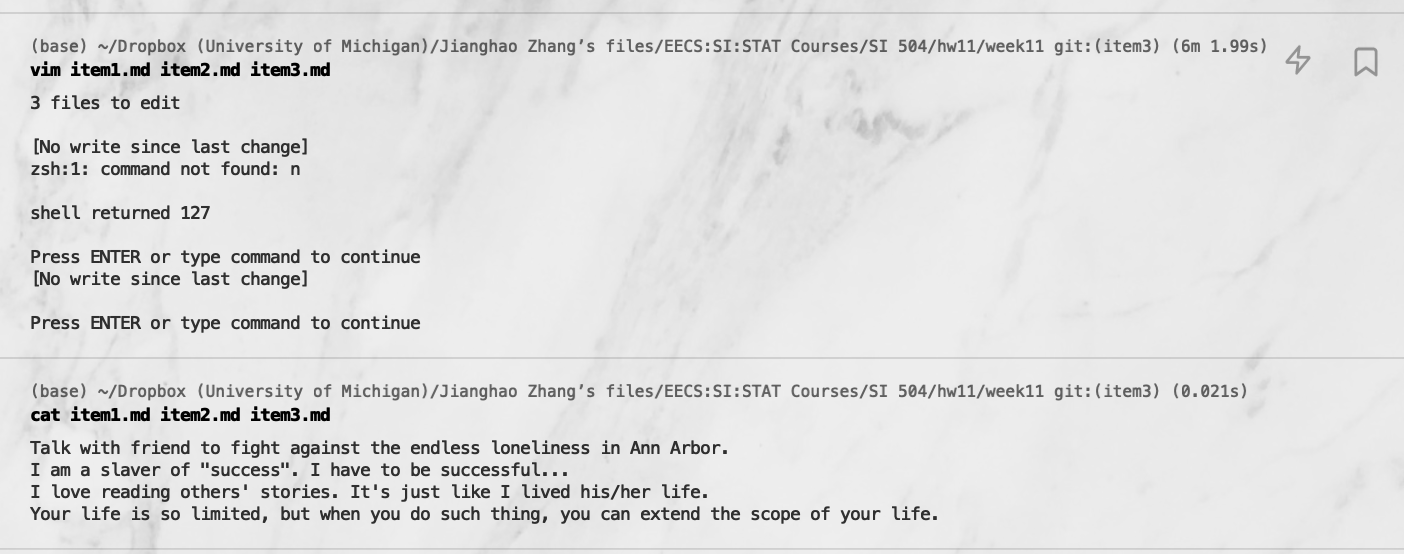 (base) ~/Dropbox (University of Michigan)/Jianghao Zhang’s files/EECS:SI:STAT Courses/SI 504/hw11/week11 git:(item3) (6m 1.99s)
vim item1.md item2.md item3.md
3 files to edit
[No write since last change]
zsh:1: command not found: n
shell returned 127
Press ENTER or type command to continue
[No write since last change]
Press ENTER or type command to continue
(base) ~/Dropbox (University of Michigan)/Jianghao Zhang’s files/EECS:SI:STAT Courses/SI 504/hw11/week11 git:(item3) (0.021s)
cat item1.md item2.md item3.md
Talk with friend to fight against the endless loneliness in Ann Arbor.
I am a slaver of "success". I have to be successful...
I love reading others' stories. It's just like I lived his/her life.
Your life is so limited, but when you do such thing, you can extend the scope of your life.